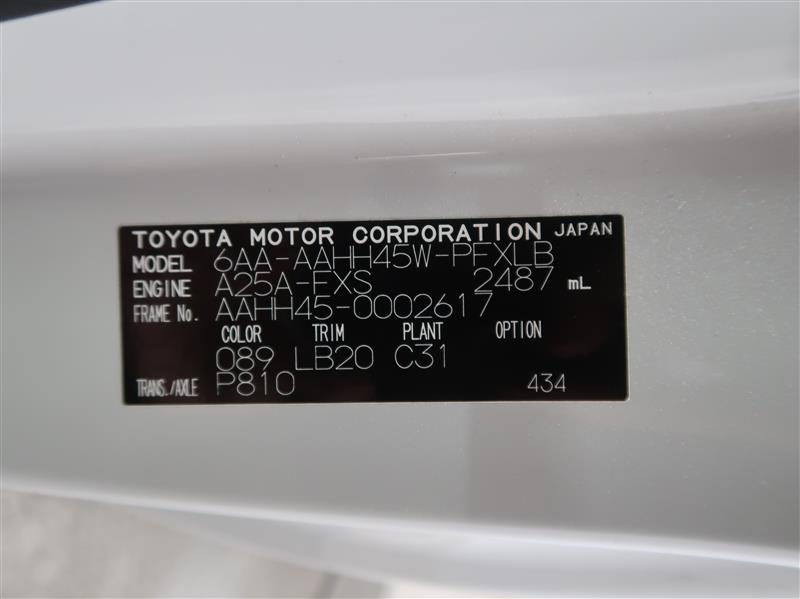 TOYOTA MOTOR CORPORATION JAPAN
MODEL 6AA-AAHH45W-PFXLB
ENGINE A25A-FXS 2487 mL
FRAME No. AAHH45-0002617
COLOR TRIM PLANT OPTION
089 LB20 C31
TRANS./AXLE P810 434